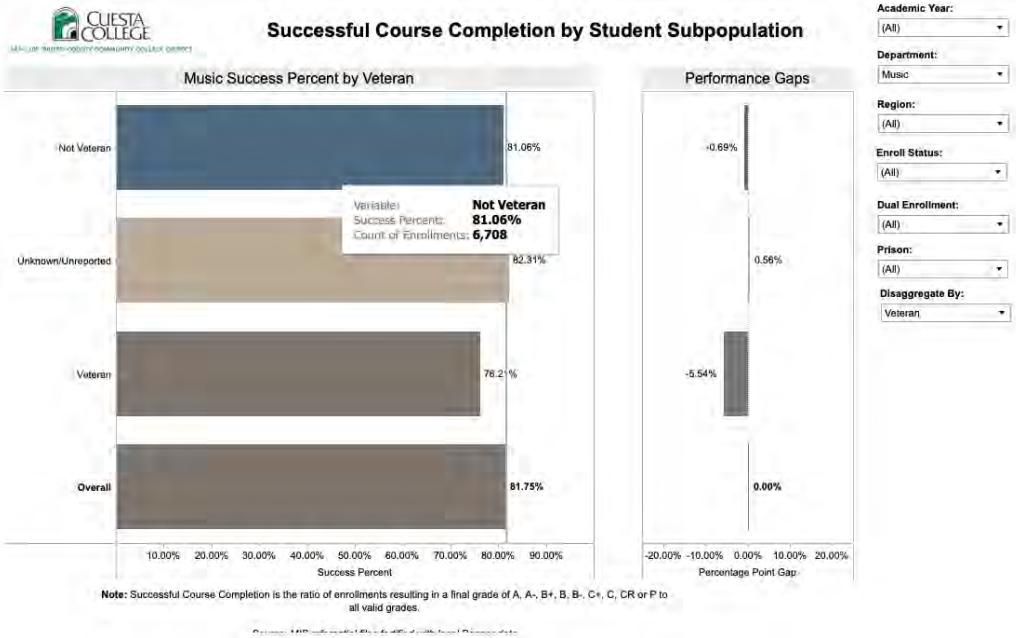 CUESTA
COLLEGE
Successful Course Completion by Student Subpopulation
Academic Year:
(All)
Department:
Music
Region:
(All)
Enroll Status:
(All)
Dual Enrollment:
(All)
Prison:
(All)
Disaggregate By:
Veteran
Music Success Percent by Veteran
Performance Gaps
Not Veteran
81.06%
-0.69%
Variable: Not Veteran
Success Percent: 81.06%
Count of Enrollments: 6,708
Unknown/Unreported
82.31%
0.56%
Veteran
76.21%
-5.54%
Overall
81.75%
0.00%
10.00% 20.00% 30.00% 40.00% 50.00% 60.00% 70.00% 80.00% 90.00%
-20.00% -10.00% 0.00% 10.00% 20.00%
Success Percent
Percentage Point Gap
Note: Successful Course Completion is the ratio of enrollments resulting in a final grade of A, A-, B+, B, B-, C+, C, CR or P to
all valid grades.